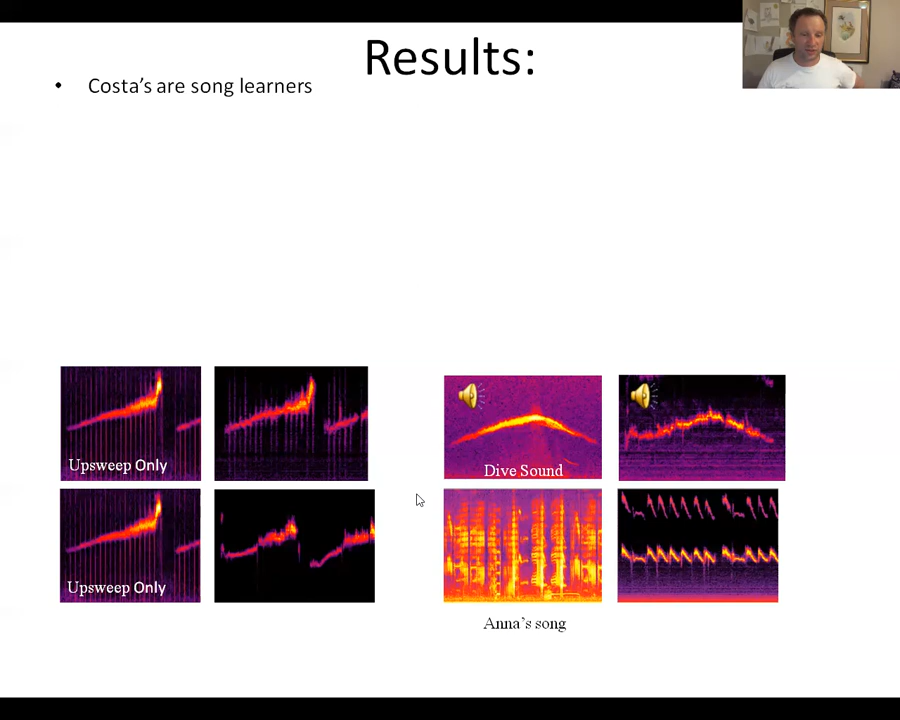 Results:
• Costa's are song learners
Upsweep Only
Dive Sound
Upsweep Only
Anna's song